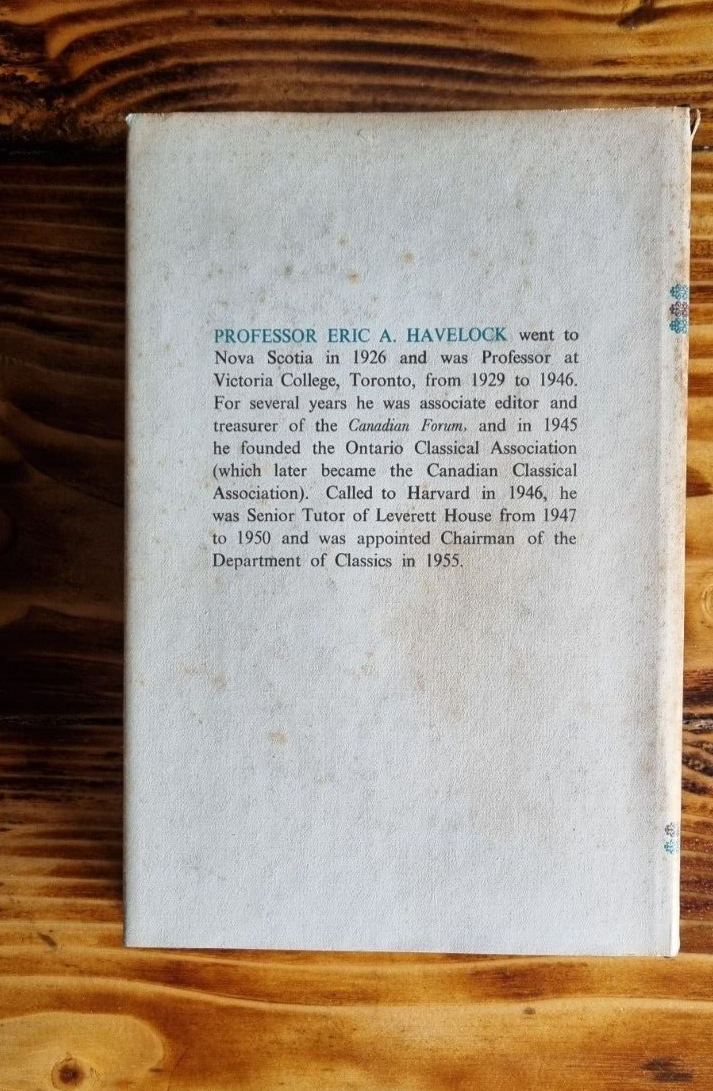 PROFESSOR ERIC A. HAVELOCK went to
Nova Scotia in 1926 and was Professor at
Victoria College, Toronto, from 1929 to 1946.
For several years he was associate editor and
treasurer of the Canadian Forum, and in 1945
he founded the Ontario Classical Association
(which later became the Canadian Classical
Association). Called to Harvard in 1946, he
was Senior Tutor of Leverett House from 1947
to 1950 and was appointed Chairman of the
Department of Classics in 1955.